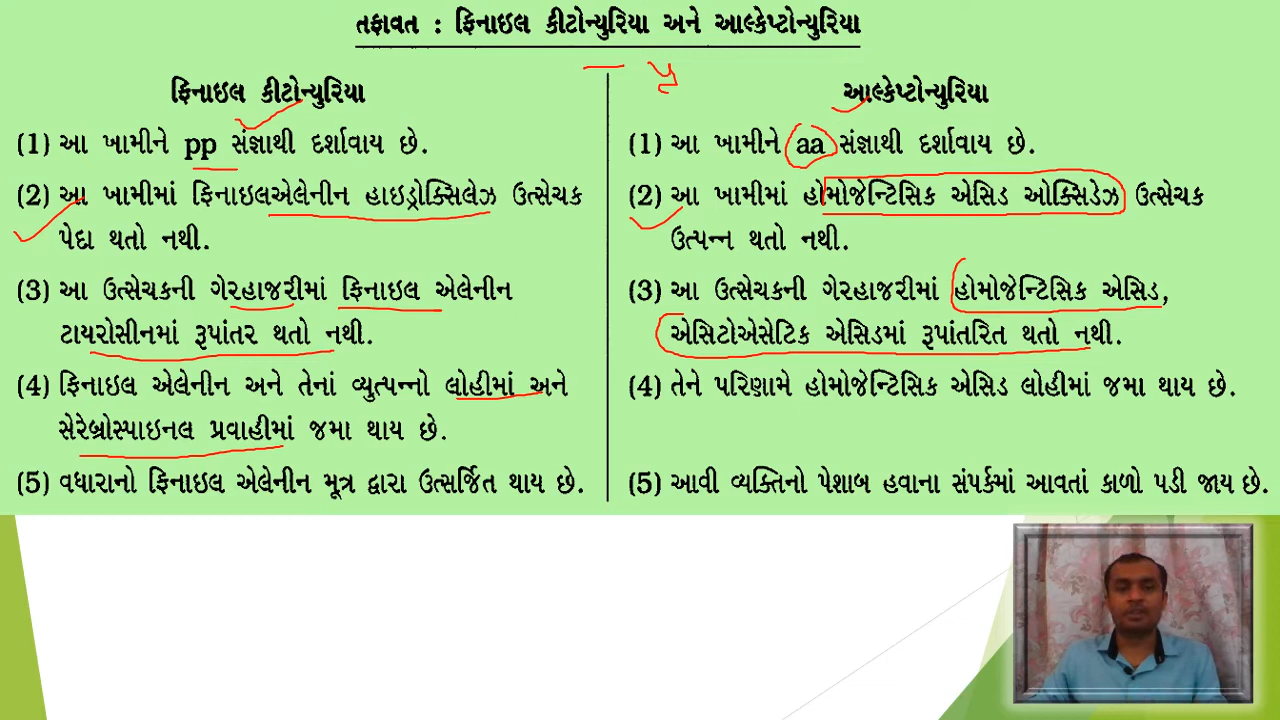 તફાવત : ફિનાઇલ કીટોન્યુરિયા અને આલ્કેપ્ટોન્યુરિયા
ફિનાઇલ કીટોન્યુરિયા
(1) આ ખામીને pp સંજ્ઞાથી દર્શાવાય છે.
(2) આ ખામીમાં ફિનાઇલએલેનીન હાઇડ્રોક્સિલેઝ ઉત્સેચક
પેદા થતો નથી.
(3) આ ઉત્સેચકની ગેરહાજરીમાં ફિનાઇલ એલેનીન
ટાયરોસીનમાં રૂપાંતર થતો નથી.
(4) ફિનાઇલ એલેનીન અને તેનાં વ્યુત્પન્નો લોહીમાં અને
સેરેબ્રોસ્પાઇનલ પ્રવાહીમાં જમા થાય છે.
(5) વધારાનો ફિનાઇલ એલેનીન મૂત્ર દ્વારા ઉત્સર્જિત થાય છે.
આલ્કેપ્ટોન્યુરિયા
(1) આ ખામીને aa સંજ્ઞાથી દર્શાવાય છે.
(2) આ ખામીમાં હોમોજેન્ટિસિક એસિડ ઓક્સિડેઝ ઉત્સેચક
ઉત્પન્ન થતો નથી.
(3) આ ઉત્સેચકની ગેરહાજરીમાં હોમોજેન્ટિસિક એસિડ,
એસિટોએસેટિક એસિડમાં રૂપાંતરિત થતો નથી.
(4) તેને પરિણામે હોમોજેન્ટિસિક એસિડ લોહીમાં જમા થાય છે.
(5) આવી વ્યક્તિનો પેશાબ હવાના સંપર્કમાં આવતાં કાળો પડી જાય છે.